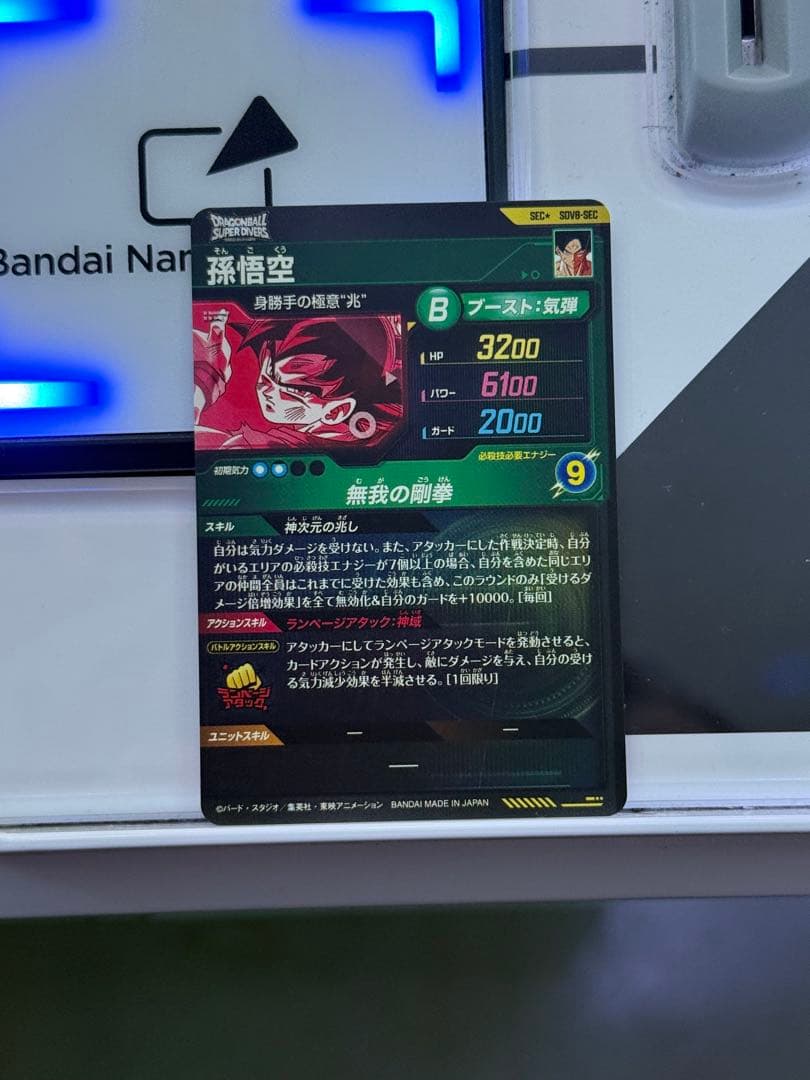 Bandai Nar
DRAGONBALL
SUPER DIVERS
SEC★ SDV8-SEC
そん ご くう
孫悟空
身勝手の極意"兆"
B ブースト:気弾
HP 3200
パワー 6100
ガード 2000
初期気力
必殺技必要エナジー
9
む が ごう けん
無我の剛拳
スキル 神次元の兆し
自分は気力ダメージを受けない。また、アタッカーにした作戦決定時、自分
がいるエリアの必殺技エナジーが7個以上の場合、自分を含めた同じエリ
アの仲間全員はこれまでに受けた効果も含め、このラウンドのみ「受けるダ
メージ倍増効果」を全て無効化&自分のガードを+10000。[毎回]
アクションスキル ランページアタック:神域
バトルアクションスキル
アタッカーにしてランページアタックモードを発動させると、
カードアクションが発生し、敵にダメージを与え、自分の受け
る気力減少効果を半減させる。[1回限り]
ランページ
アタック
ユニットスキル — —
—
©バード・スタジオ/集英社・東映アニメーション BANDAI MADE IN JAPAN